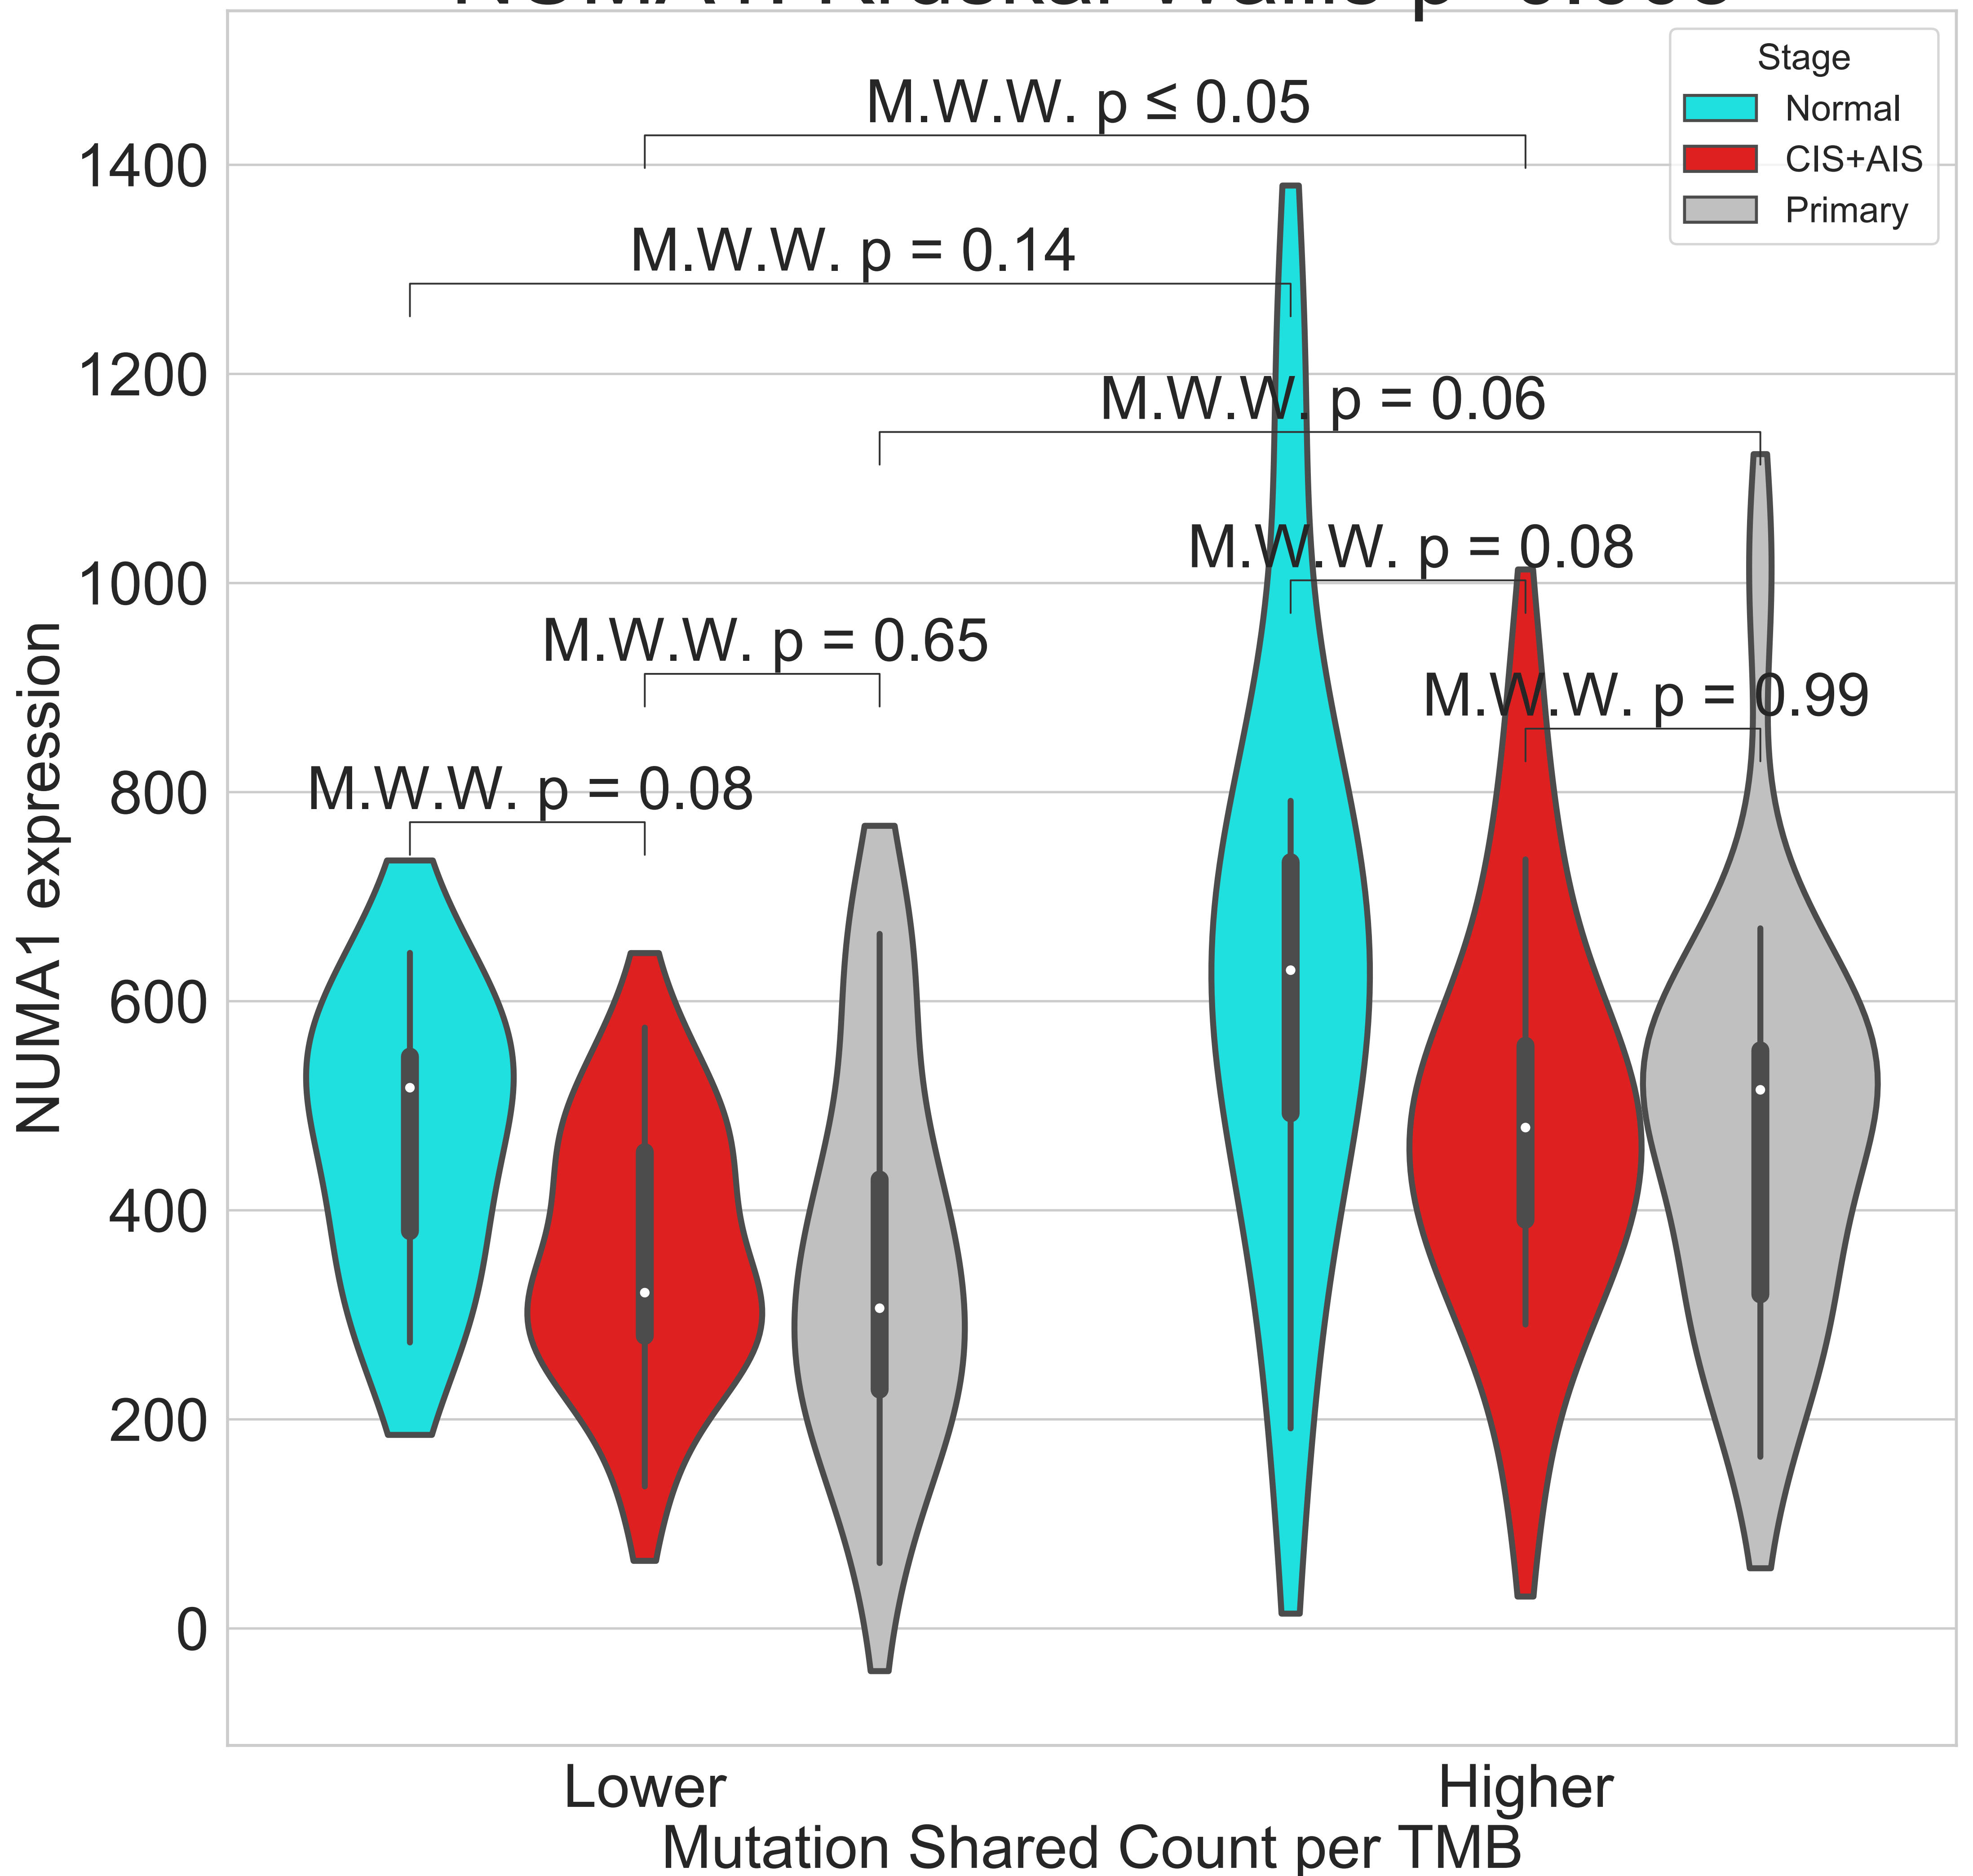 Stage
Normal
CIS+AIS
Primary
M.W.W. p ≤ 0.05
M.W.W. p = 0.14
M.W.W. p = 0.06
M.W.W. p = 0.08
M.W.W. p = 0.65
M.W.W. p = 0.99
M.W.W. p = 0.08
1400
1200
1000
800
600
400
200
0
NUMA1 expression
Lower
Higher
Mutation Shared Count per TMB